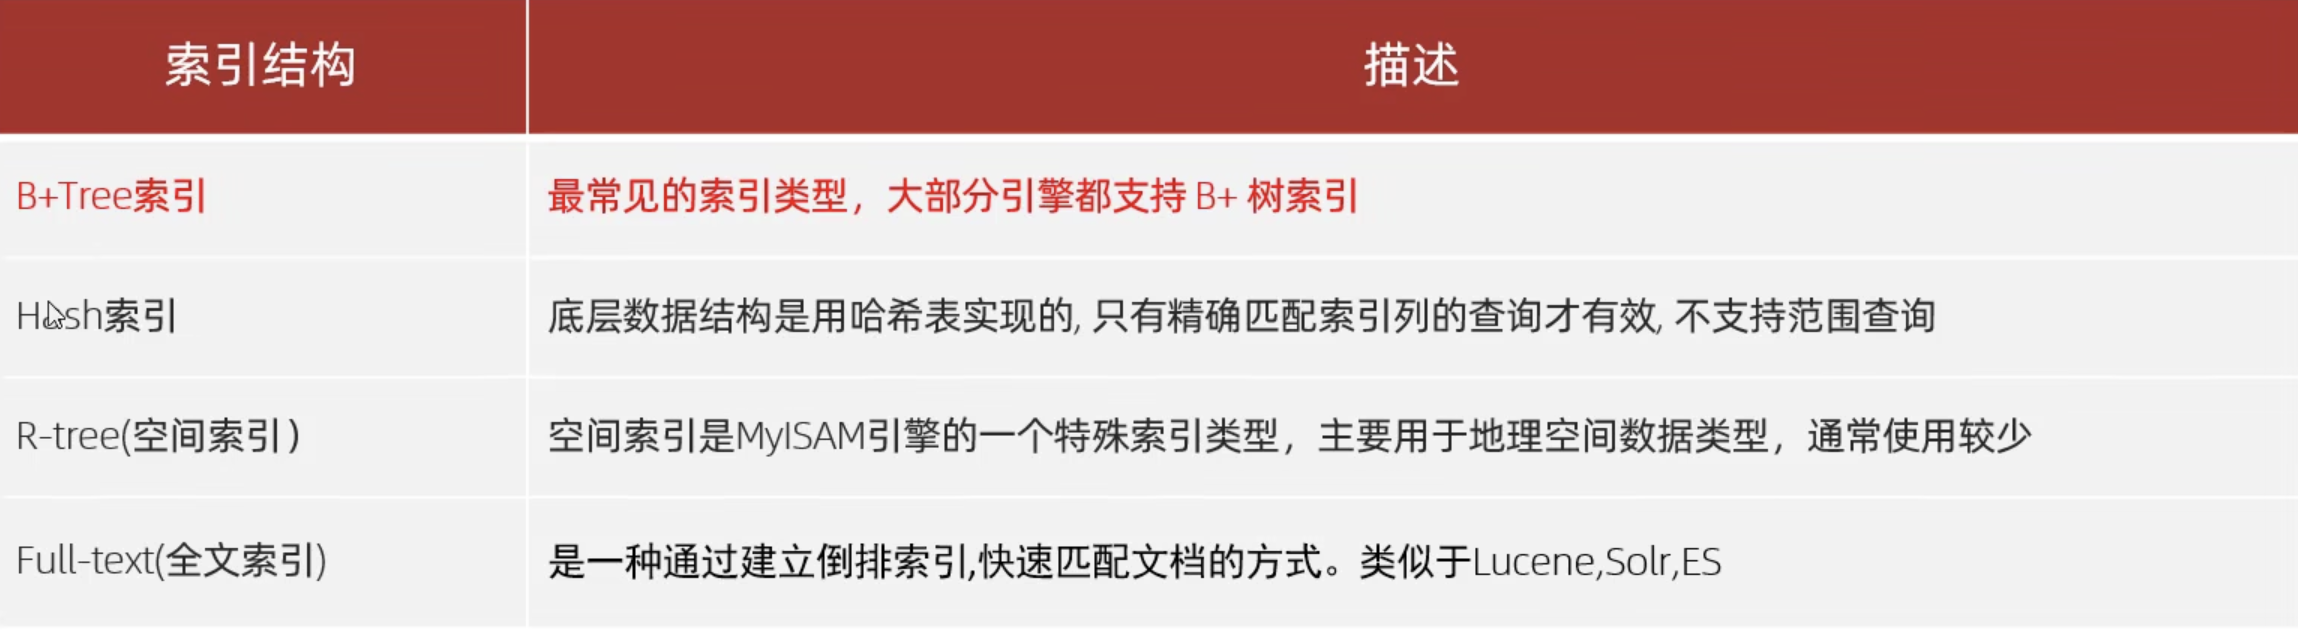 索引结构
描述
B+Tree索引
最常见的索引类型，大部分引擎都支持 B+ 树索引
Hash索引
底层数据结构是用哈希表实现的, 只有精确匹配索引列的查询才有效, 不支持范围查询
R-tree(空间索引）
空间索引是MyISAM引擎的一个特殊索引类型，主要用于地理空间数据类型，通常使用较少
Full-text(全文索引)
是一种通过建立倒排索引,快速匹配文档的方式。类似于Lucene,Solr,ES